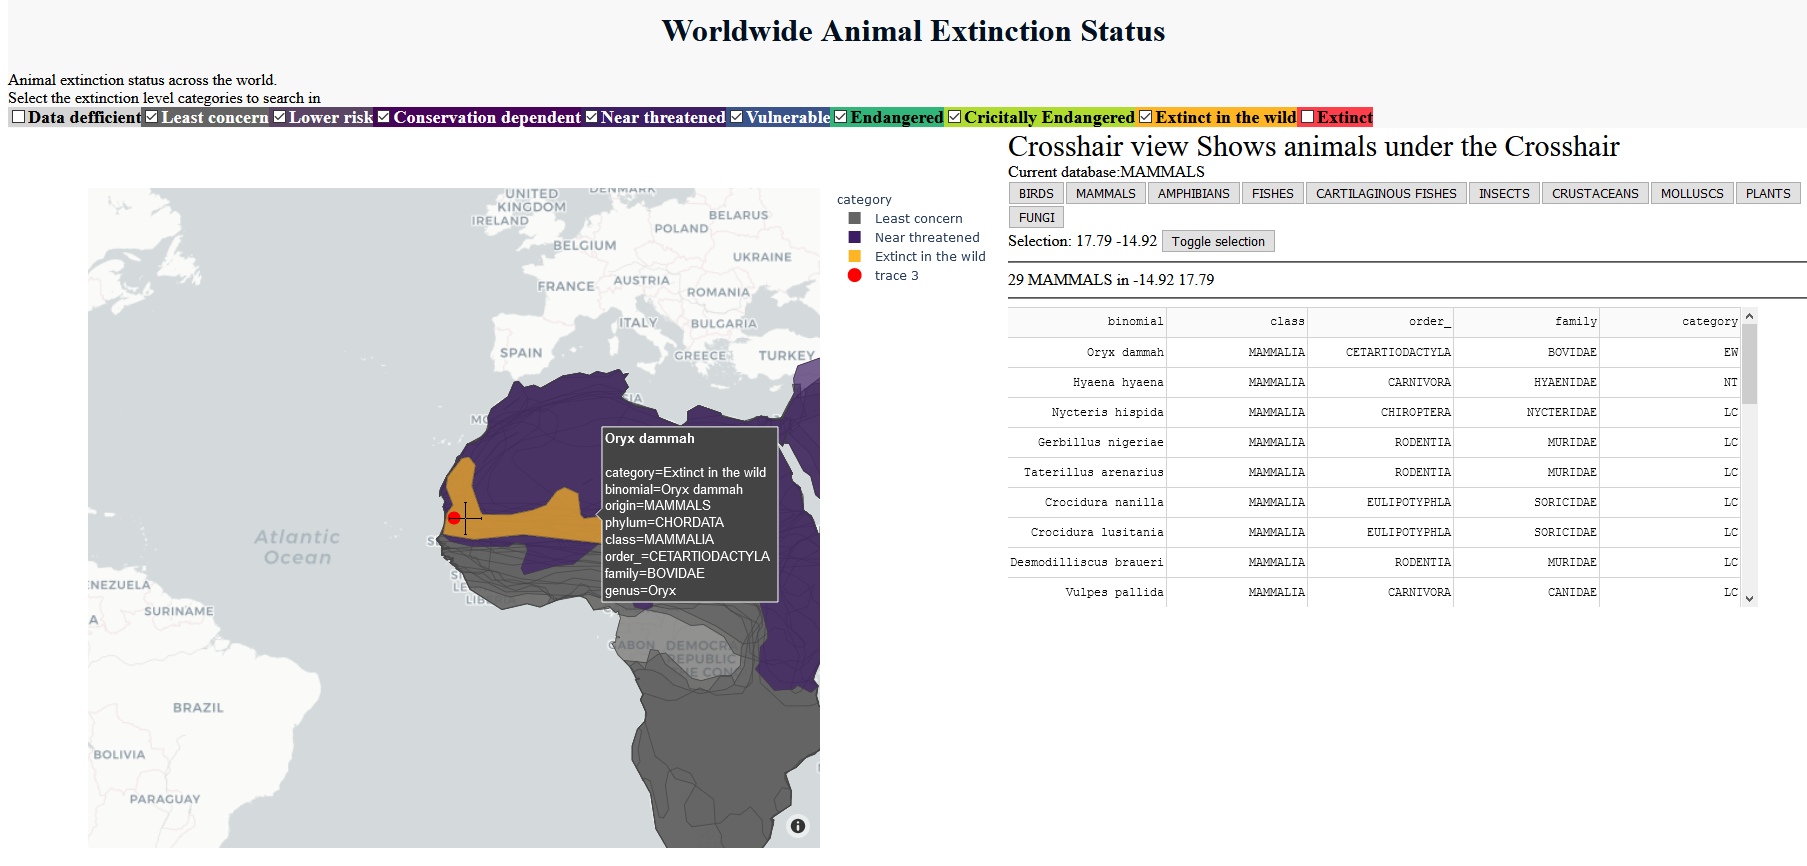 Worldwide Animal Extinction Status
Animal extinction status across the world.
Select the extinction level categories to search in
Data defficient Least concern Lower risk Conservation dependent Near threatened Vulnerable Endangered Cricitally Endangered Extinct in the wild Extinct
Crosshair view Shows animals under the Crosshair
Current database:MAMMALS
BIRDS MAMMALS AMPHIBIANS FISHES CARTILAGINOUS FISHES INSECTS CRUSTACEANS MOLLUSCS PLANTS
FUNGI
Selection: 17.79 -14.92 Toggle selection
29 MAMMALS in -14.92 17.79
binomial class order_ family category
Oryx dammah MAMMALIA CETARTIODACTYLA BOVIDAE EW
Hyaena hyaena MAMMALIA CARNIVORA HYAENIDAE NT
Nycteris hispida MAMMALIA CHIROPTERA NYCTERIDAE LC
Gerbillus nigeriae MAMMALIA RODENTIA MURIDAE LC
Taterillus arenarius MAMMALIA RODENTIA MURIDAE LC
Crocidura nanilla MAMMALIA EULIPOTYPHLA SORICIDAE LC
Crocidura lusitania MAMMALIA EULIPOTYPHLA SORICIDAE LC
Desmodilliscus braueri MAMMALIA RODENTIA MURIDAE LC
Vulpes pallida MAMMALIA CARNIVORA CANIDAE LC
category
Least concern
Near threatened
Extinct in the wild
trace 3
UNITED
KINGDOM
DENMARK
IRELAND
BELARUS
POLAND
BELGIUM
UKRAINE
AUSTRIA
FRANCE
ROMANIA
ITALY
BULGARIA
SPAIN
GREECE
TURKEY
Oryx dammah
category=Extinct in the wild
binomial=Oryx dammah
origin=MAMMALS
phylum=CHORDATA
class=MAMMALIA
order_=CETARTIODACTYLA
family=BOVIDAE
genus=Oryx
Atlantic
Ocean
ENEZUELA
SURINAME
GABON
DEMOCR
REPUBLIC
THE CON
BRAZIL
BOLIVIA
PARAGUAY